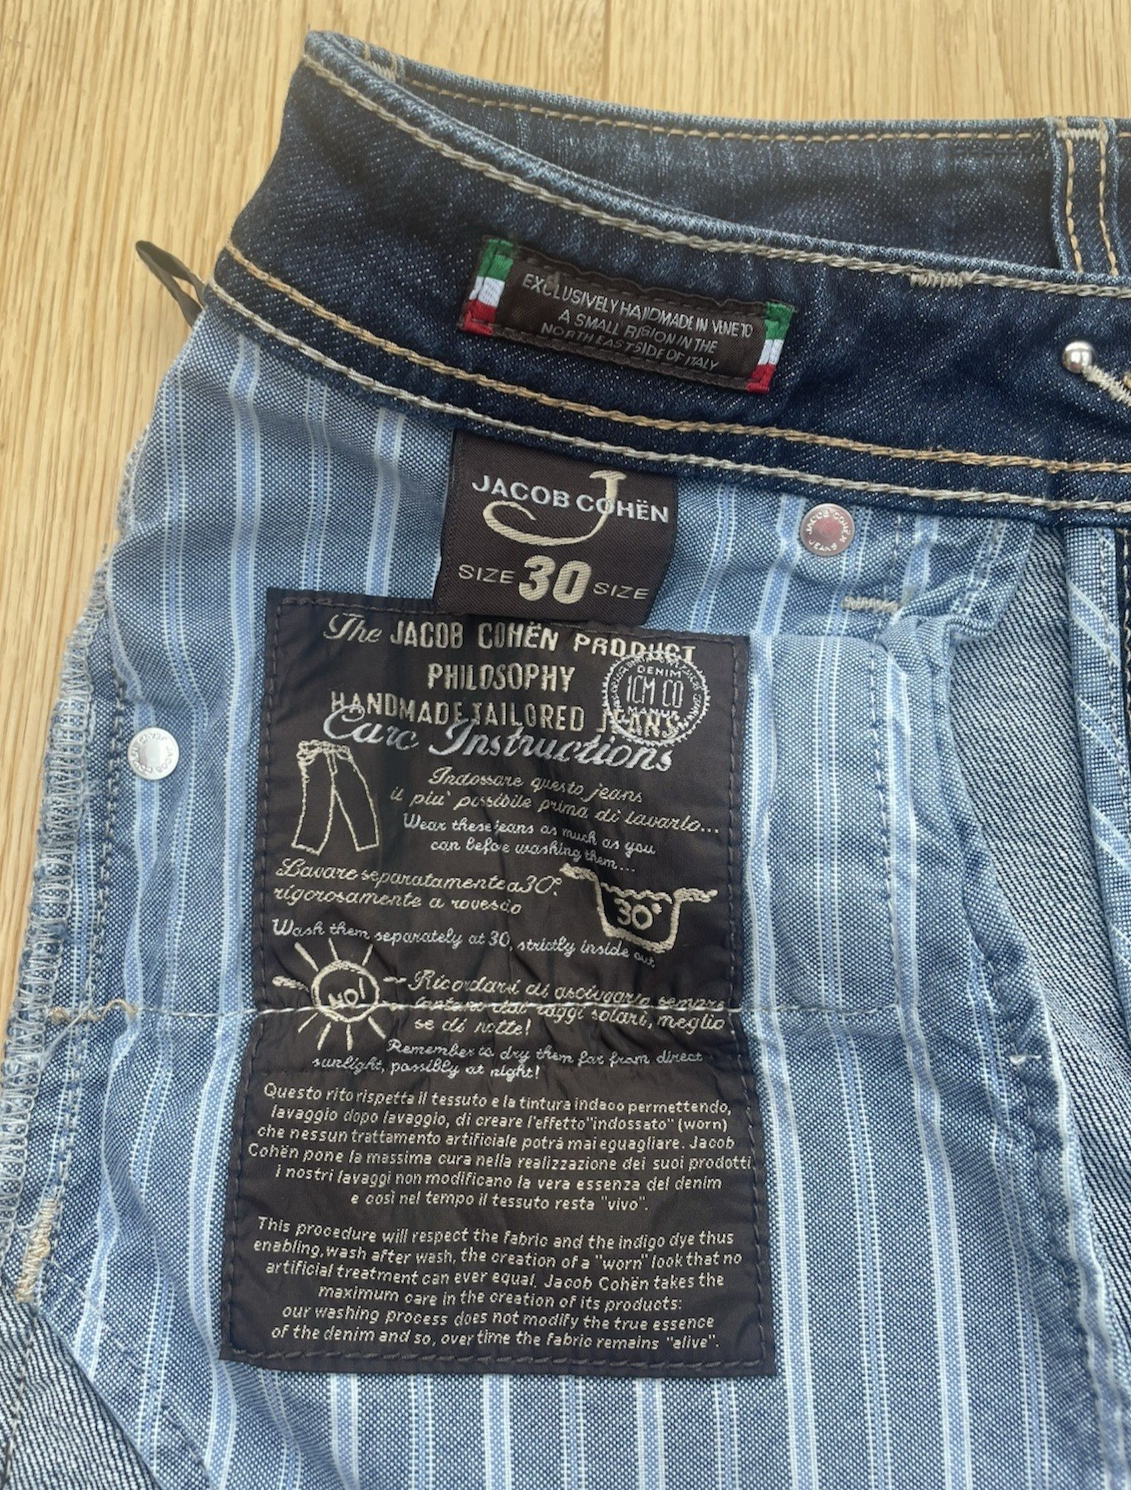 EXCLUSIVELY HANDMADE IN VENETO
A SMALL REGION IN THE
NORTH EAST SIDE OF ITALY
JACOB COHËN
J
SIZE 30 SIZE
JACOB COHËN
JEANS
The JACOB COHËN PRODUCT
PHILOSOPHY
DENIM
ICM CO
HANDMADE TAILORED JEANS
Care Instructions
Indossare questo jeans
il piu' possibile prima di lavarlo...
Wear these jeans as much as you
can before washing them...
Lavare separatamente a 30°,
rigorosamente a rovescio
30°
Wash them separately at 30, strictly inside out
NO!
Ricordarsi di asciugarlo sempre
lontano dai raggi solari, meglio
se di notte!
Remember to dry them far from direct
sunlight, possibly at night!
Questo rito rispetta il tessuto e la tintura indaco permettendo,
lavaggio dopo lavaggio, di creare l'effetto "indossato" (worn)
che nessun trattamento artificiale potrà mai eguagliare. Jacob
Cohën pone la massima cura nella realizzazione dei suoi prodotti
i nostri lavaggi non modificano la vera essenza del denim
e così nel tempo il tessuto resta "vivo".
This procedure will respect the fabric and the indigo dye thus
enabling, wash after wash, the creation of a "worn" look that no
artificial treatment can ever equal. Jacob Cohën takes the
maximum care in the creation of its products:
our washing process does not modify the true essence
of the denim and so, over time the fabric remains "alive".